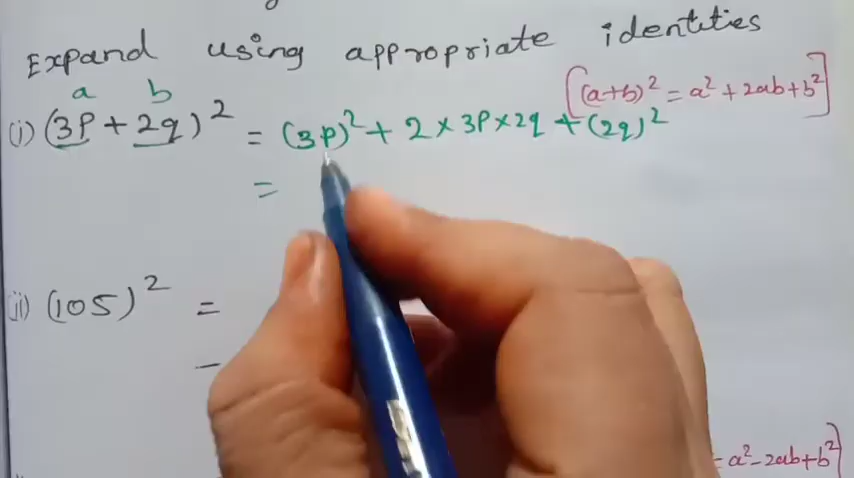 Expand using appropriate identities
a b [(a+b)² = a² + 2ab + b²]
(i) (3p + 2q)² = (3p)² + 2 × 3p × 2q + (2q)²
=
(ii) (105)² =
–
= a² – 2ab + b²]